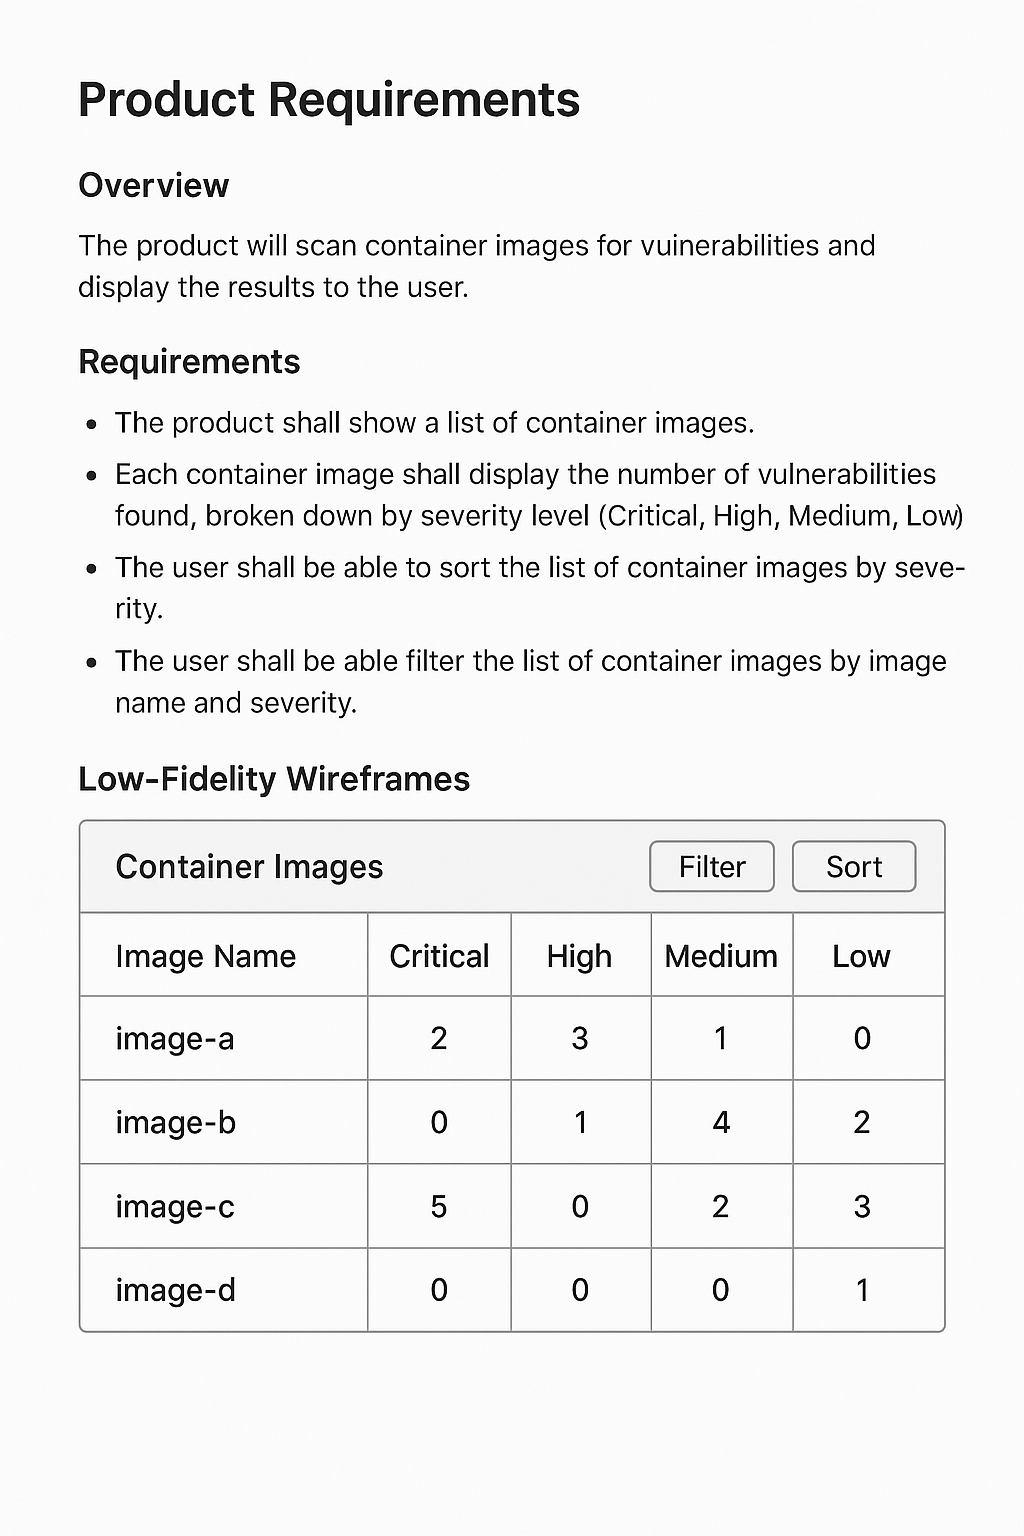 Product Requirements
Overview
The product will scan container images for vuinerabilities and
display the results to the user.
Requirements
• The product shall show a list of container images.
• Each container image shall display the number of vulnerabilities
found, broken down by severity level (Critical, High, Medium, Low)
• The user shall be able to sort the list of container images by seve-
rity.
• The user shall be able filter the list of container images by image
name and severity.
Low-Fidelity Wireframes
Container Images Filter Sort
Image Name Critical High Medium Low
image-a 2 3 1 0
image-b 0 1 4 2
image-c 5 0 2 3
image-d 0 0 0 1